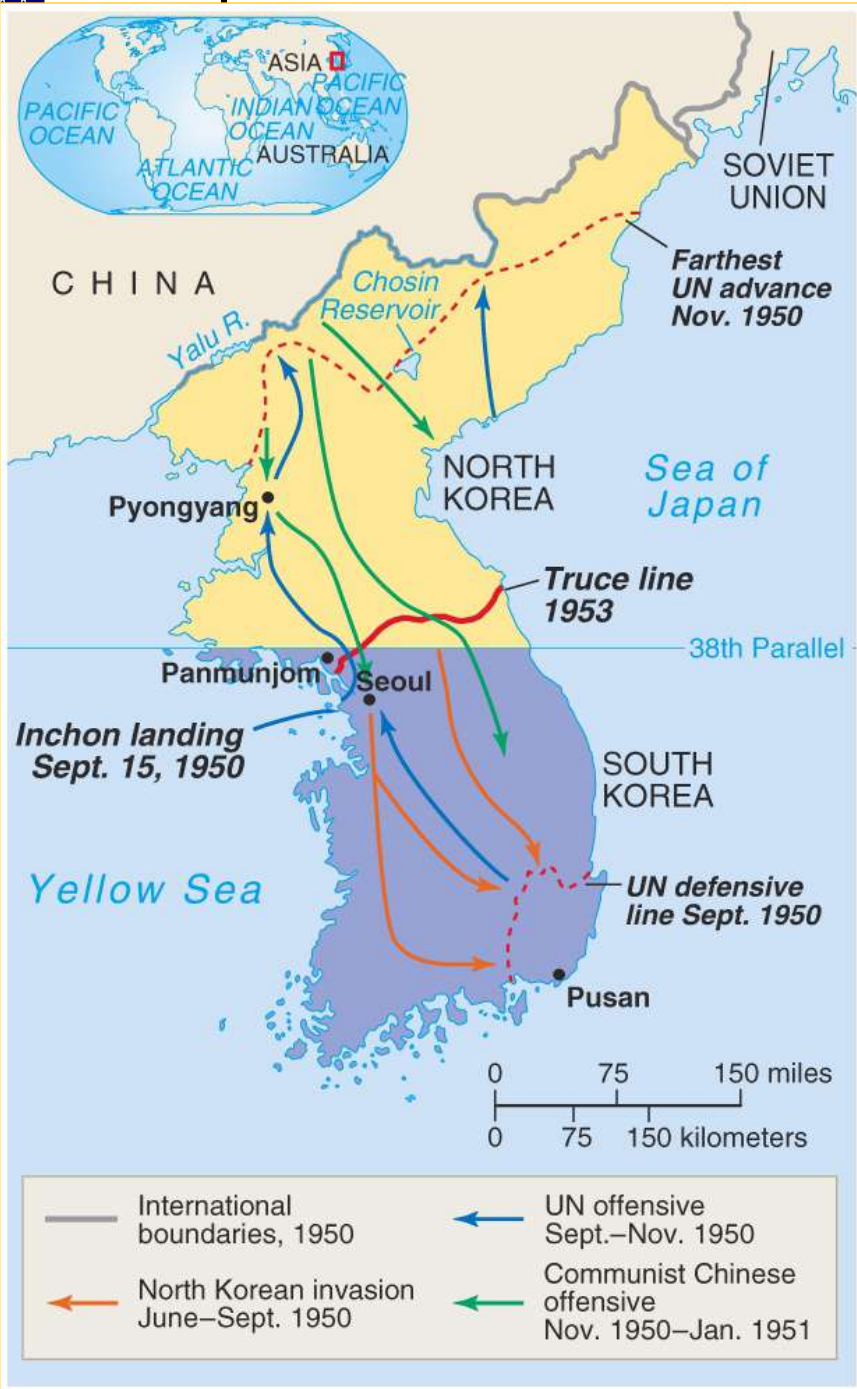 ASIA
PACIFIC
OCEAN
PACIFIC
OCEAN
INDIAN
OCEAN
AUSTRALIA
ATLANTIC
OCEAN
SOVIET
UNION
CHINA
Farthest
UN advance
Nov. 1950
Chosin
Reservoir
Yalu R.
NORTH
KOREA
Sea of
Japan
Pyongyang
Truce line
1953
38th Parallel
Panmunjom
Seoul
Inchon landing
Sept. 15, 1950
SOUTH
KOREA
Yellow Sea
UN defensive
line Sept. 1950
Pusan
0 75 150 miles
0 75 150 kilometers
International
boundaries, 1950
North Korean invasion
June–Sept. 1950
UN offensive
Sept.–Nov. 1950
Communist Chinese
offensive
Nov. 1950–Jan. 1951